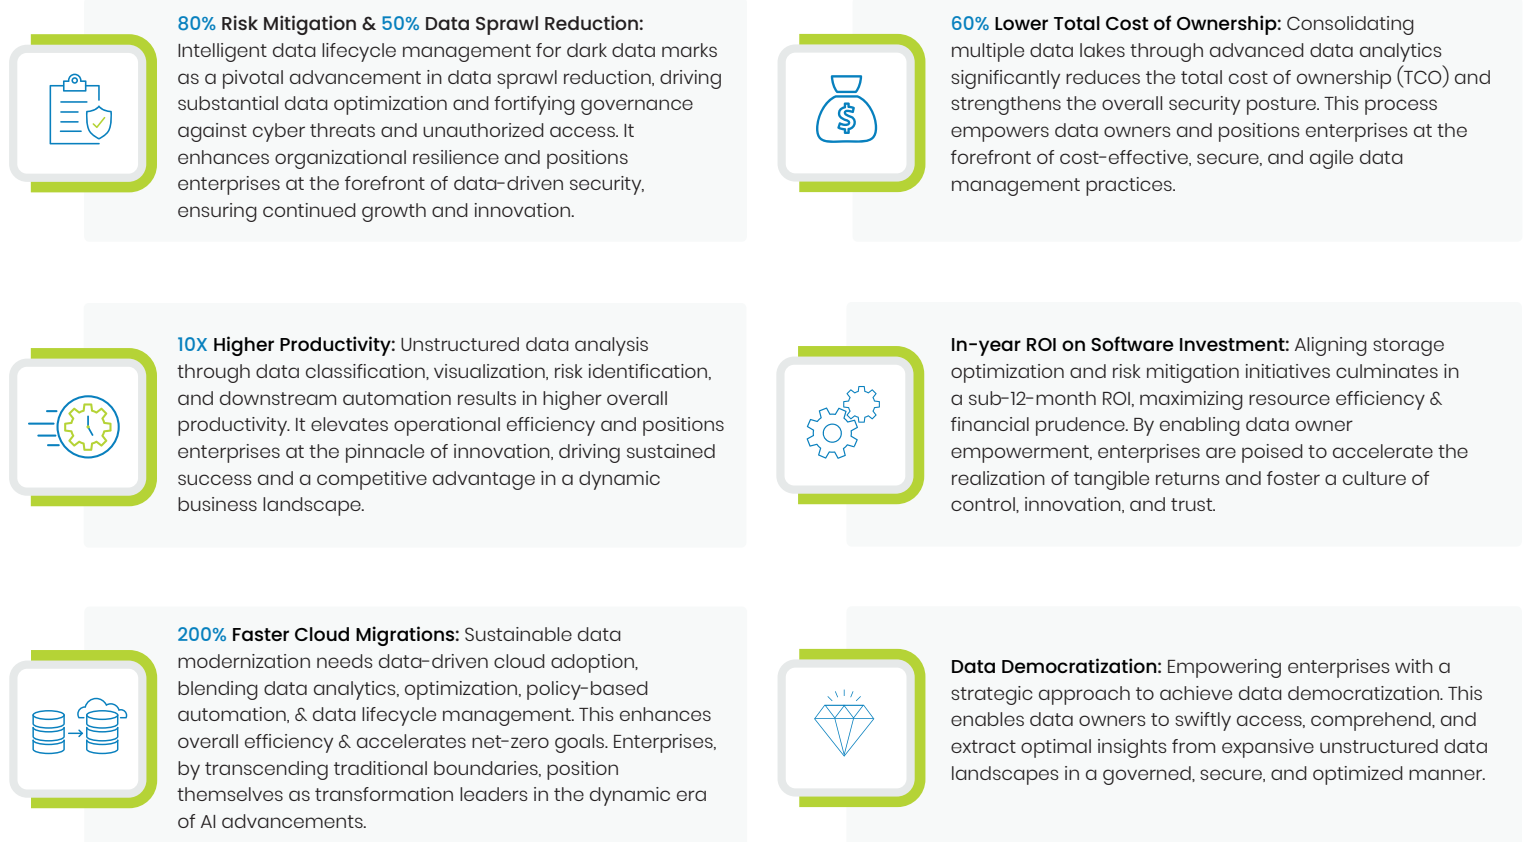 80% Risk Mitigation & 50% Data Sprawl Reduction:
Intelligent data lifecycle management for dark data marks
as a pivotal advancement in data sprawl reduction, driving
substantial data optimization and fortifying governance
against cyber threats and unauthorized access. It
enhances organizational resilience and positions
enterprises at the forefront of data-driven security,
ensuring continued growth and innovation.
60% Lower Total Cost of Ownership: Consolidating
multiple data lakes through advanced data analytics
significantly reduces the total cost of ownership (TCO) and
strengthens the overall security posture. This process
empowers data owners and positions enterprises at the
forefront of cost-effective, secure, and agile data
management practices.
10X Higher Productivity: Unstructured data analysis
through data classification, visualization, risk identification,
and downstream automation results in higher overall
productivity. It elevates operational efficiency and positions
enterprises at the pinnacle of innovation, driving sustained
success and a competitive advantage in a dynamic
business landscape.
In-year ROI on Software Investment: Aligning storage
optimization and risk mitigation initiatives culminates in
a sub-12-month ROI, maximizing resource efficiency &
financial prudence. By enabling data owner
empowerment, enterprises are poised to accelerate the
realization of tangible returns and foster a culture of
control, innovation, and trust.
200% Faster Cloud Migrations: Sustainable data
modernization needs data-driven cloud adoption,
blending data analytics, optimization, policy-based
automation, & data lifecycle management. This enhances
overall efficiency & accelerates net-zero goals. Enterprises,
by transcending traditional boundaries, position
themselves as transformation leaders in the dynamic era
of AI advancements.
Data Democratization: Empowering enterprises with a
strategic approach to achieve data democratization. This
enables data owners to swiftly access, comprehend, and
extract optimal insights from expansive unstructured data
landscapes in a governed, secure, and optimized manner.